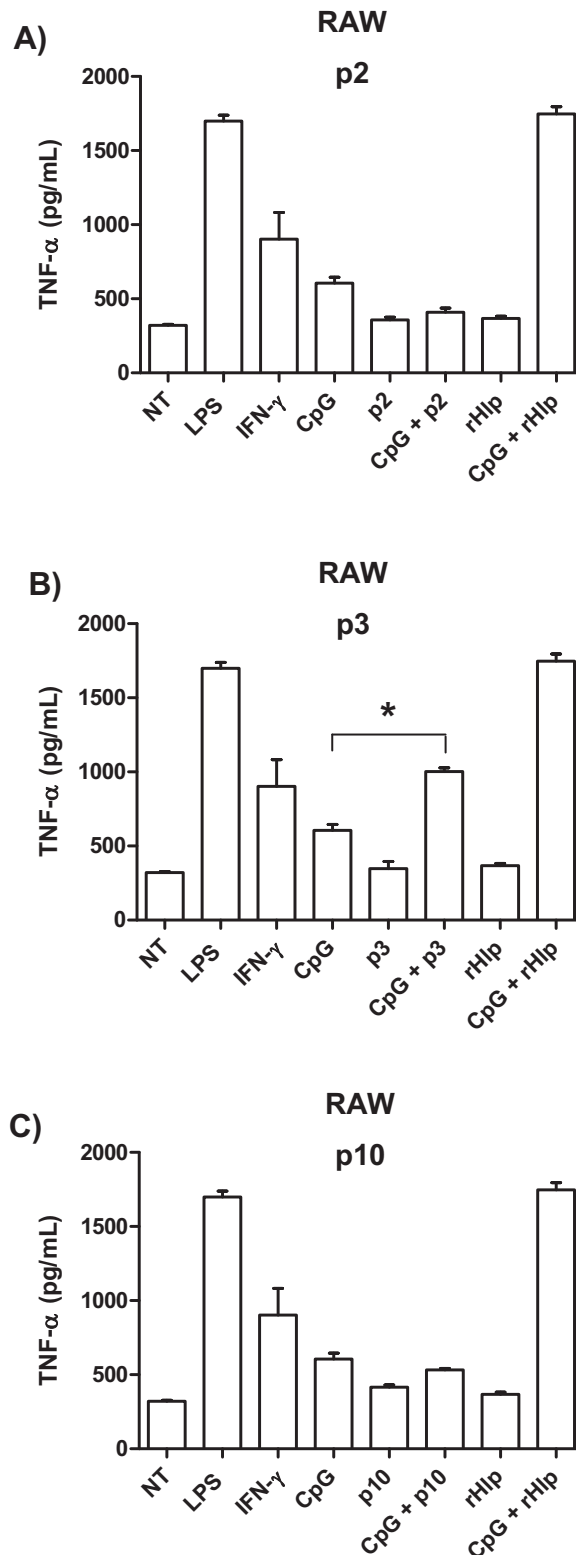 A)
RAW
p2
TNF-α (pg/mL)
2000
1500
1000
500
0
NT
LPS
IFN-γ
CpG
p2
CpG + p2
rHlp
CpG + rHlp
B)
RAW
p3
TNF-α (pg/mL)
2000
1500
1000
500
0
*
NT
LPS
IFN-γ
CpG
p3
CpG + p3
rHlp
CpG + rHlp
C)
RAW
p10
TNF-α (pg/mL)
2000
1500
1000
500
0
NT
LPS
IFN-γ
CpG
p10
CpG + p10
rHlp
CpG + rHlp